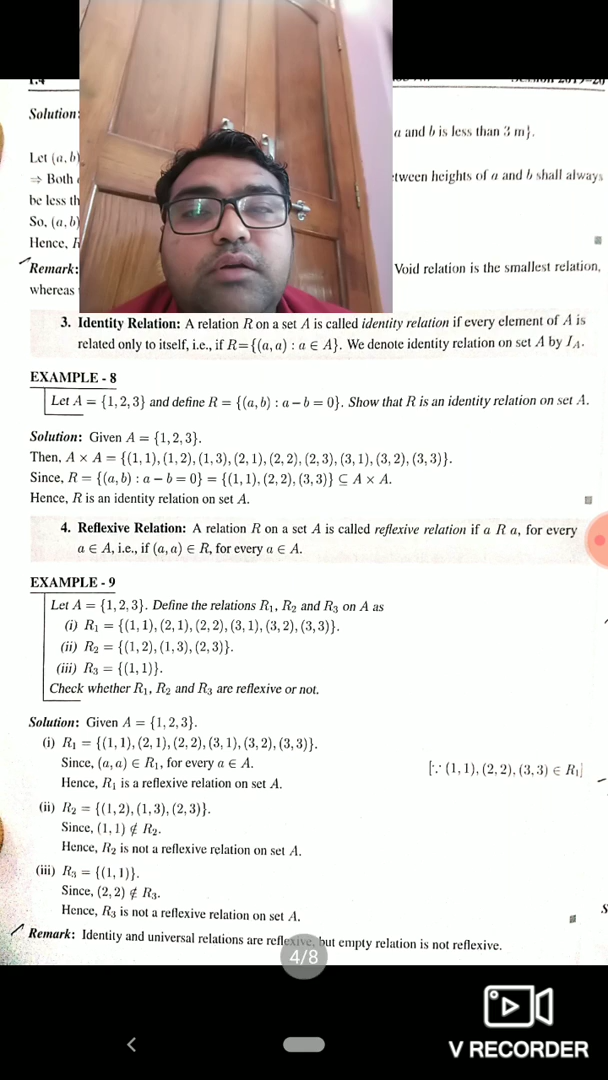 1.4
Solution:
a and b is less than 3 m}.
Let (a, b)
⇒ Both
tween heights of a and b shall always
be less th
So, (a, b)
Hence, R
Remark:
Void relation is the smallest relation,
whereas
3. Identity Relation: A relation R on a set A is called identity relation if every element of A is
related only to itself, i.e., if R={(a, a) : a ∈ A}. We denote identity relation on set A by I_A.
EXAMPLE - 8
Let A = {1, 2, 3} and define R = {(a, b) : a − b = 0}. Show that R is an identity relation on set A.
Solution: Given A = {1, 2, 3}.
Then, A × A = {(1, 1), (1, 2), (1, 3), (2, 1), (2, 2), (2, 3), (3, 1), (3, 2), (3, 3)}.
Since, R = {(a, b) : a − b = 0} = {(1, 1), (2, 2), (3, 3)} ⊆ A × A.
Hence, R is an identity relation on set A.
4. Reflexive Relation: A relation R on a set A is called reflexive relation if a R a, for every
a ∈ A, i.e., if (a, a) ∈ R, for every a ∈ A.
EXAMPLE - 9
Let A = {1, 2, 3}. Define the relations R₁, R₂ and R₃ on A as
(i) R₁ = {(1, 1), (2, 1), (2, 2), (3, 1), (3, 2), (3, 3)}.
(ii) R₂ = {(1, 2), (1, 3), (2, 3)}.
(iii) R₃ = {(1, 1)}.
Check whether R₁, R₂ and R₃ are reflexive or not.
Solution: Given A = {1, 2, 3}.
(i) R₁ = {(1, 1), (2, 1), (2, 2), (3, 1), (3, 2), (3, 3)}.
Since, (a, a) ∈ R₁, for every a ∈ A. [∵ (1, 1), (2, 2), (3, 3) ∈ R₁]
Hence, R₁ is a reflexive relation on set A.
(ii) R₂ = {(1, 2), (1, 3), (2, 3)}.
Since, (1, 1) ∉ R₂.
Hence, R₂ is not a reflexive relation on set A.
(iii) R₃ = {(1, 1)}.
Since, (2, 2) ∉ R₃.
Hence, R₃ is not a reflexive relation on set A.
Remark: Identity and universal relations are reflexive, but empty relation is not reflexive.
4/8
V RECORDER